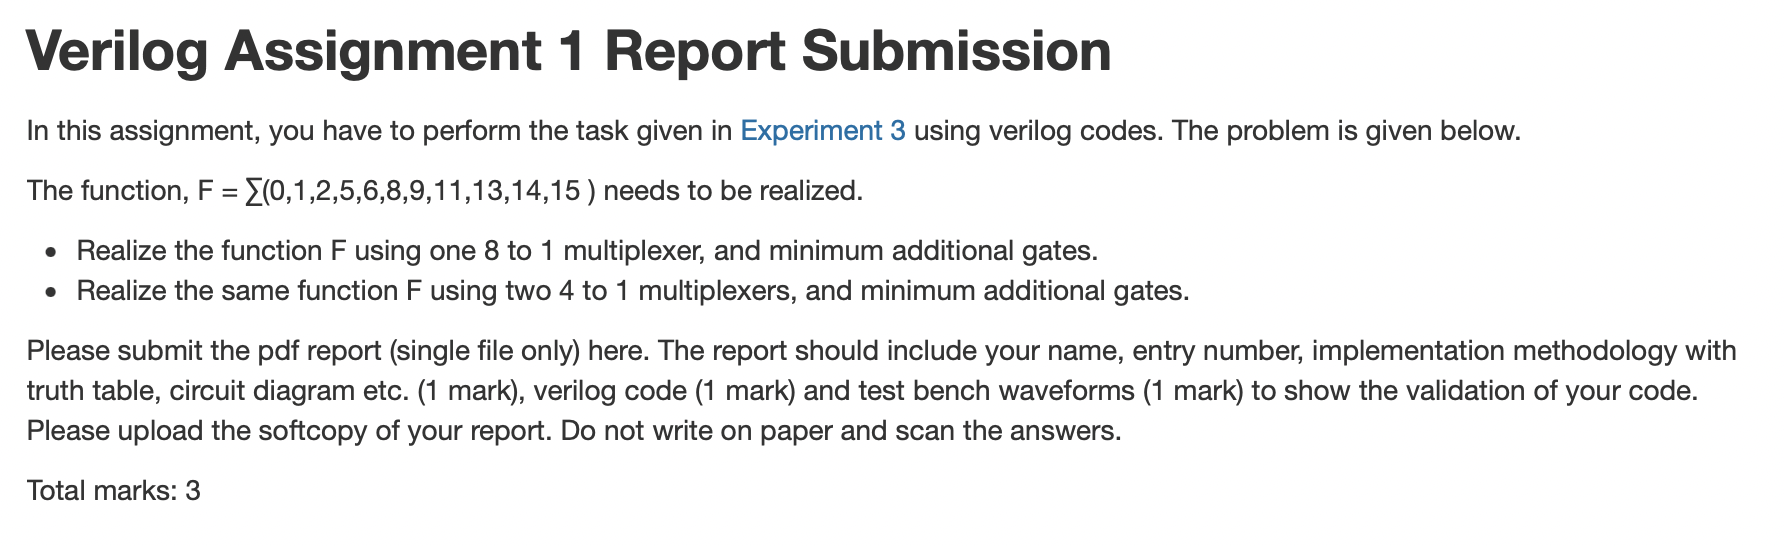 Verilog Assignment 1 Report Submission
In this assignment, you have to perform the task given in Experiment 3 using verilog codes. The problem is given below.
The function, F = ∑(0,1,2,5,6,8,9,11,13,14,15 ) needs to be realized.
• Realize the function F using one 8 to 1 multiplexer, and minimum additional gates.
• Realize the same function F using two 4 to 1 multiplexers, and minimum additional gates.
Please submit the pdf report (single file only) here. The report should include your name, entry number, implementation methodology with
truth table, circuit diagram etc. (1 mark), verilog code (1 mark) and test bench waveforms (1 mark) to show the validation of your code.
Please upload the softcopy of your report. Do not write on paper and scan the answers.
Total marks: 3